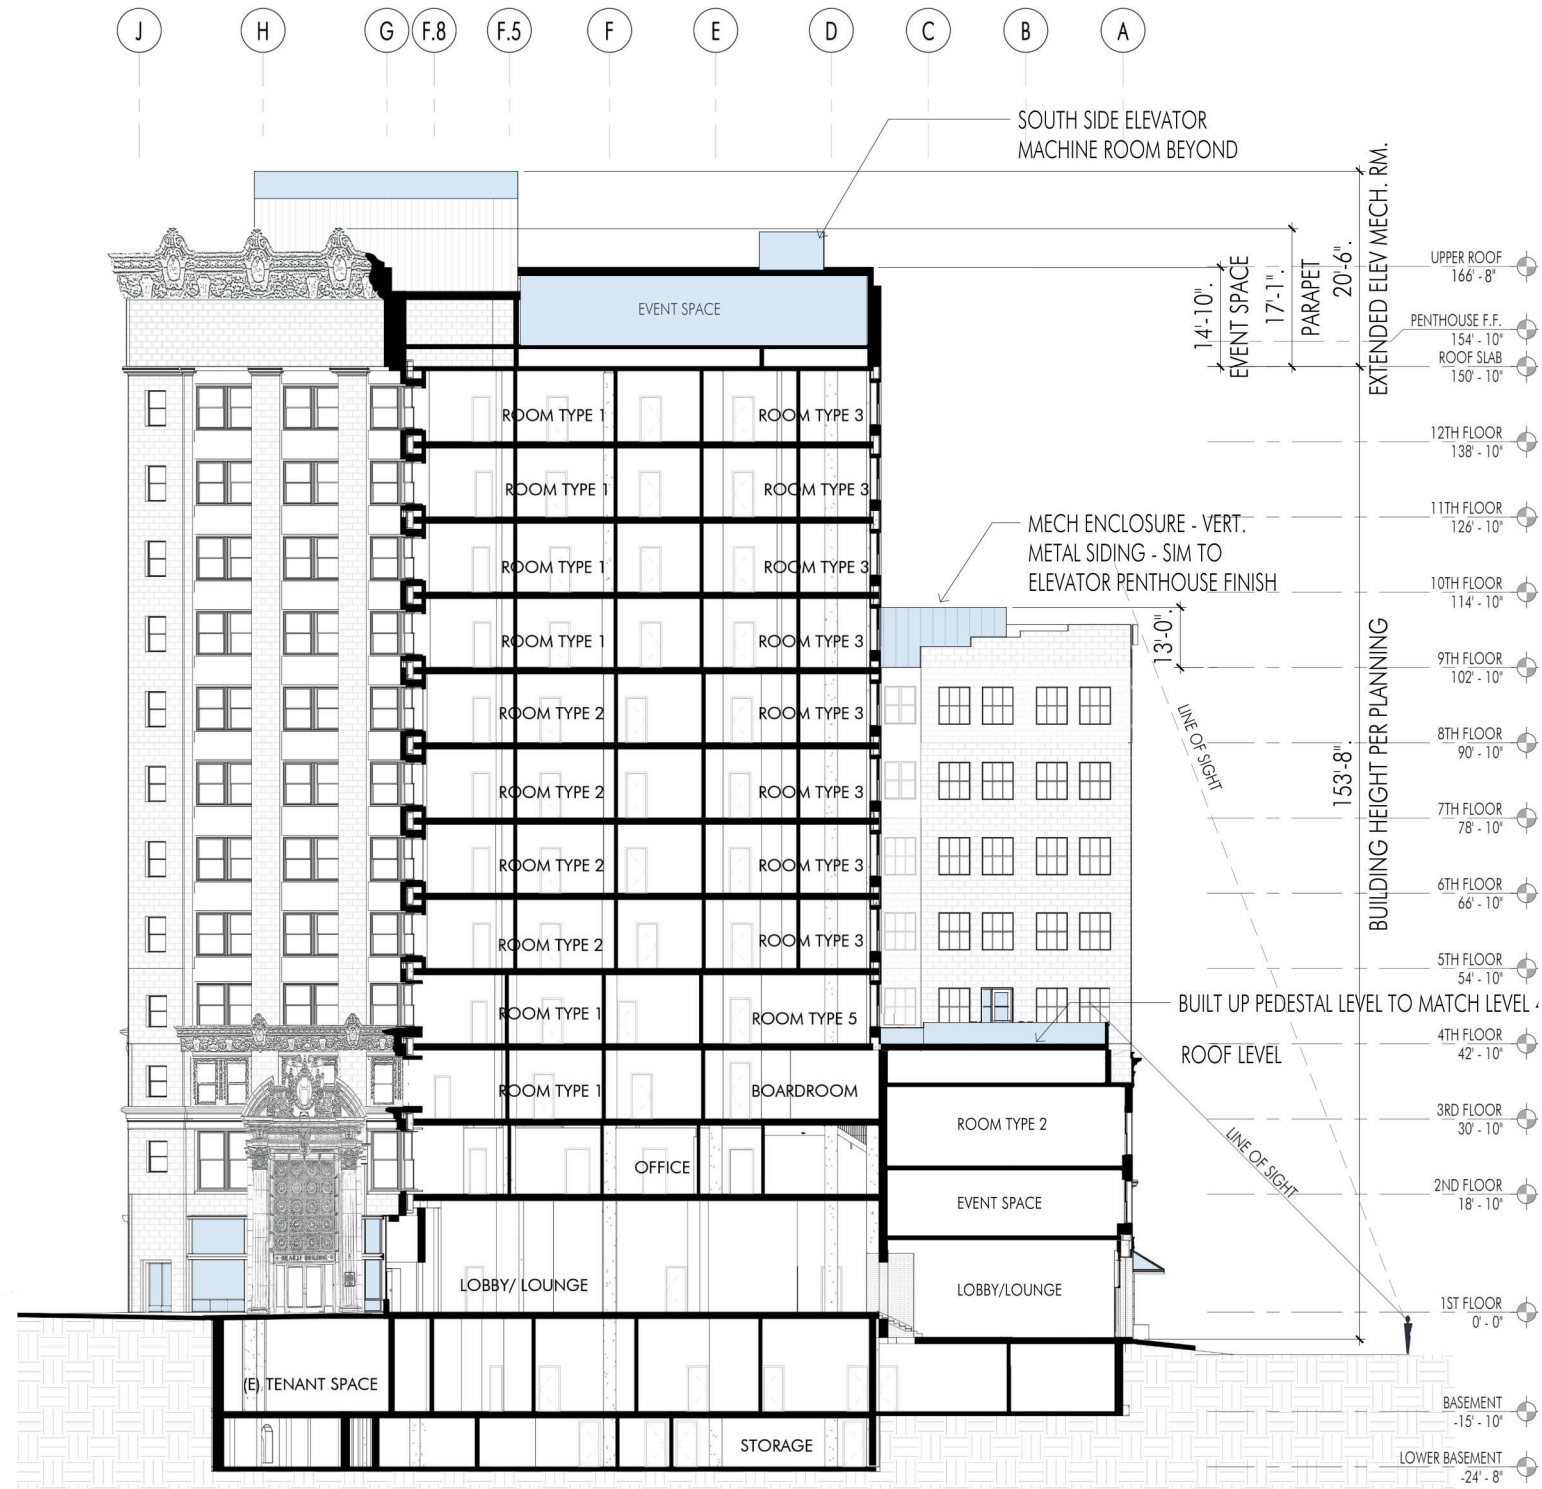 J
H
G
F.8
F.5
F
E
D
C
B
A
SOUTH SIDE ELEVATOR
MACHINE ROOM BEYOND
14'-10".
EVENT SPACE
17'-1".
PARAPET
20'-6".
EXTENDED ELEV MECH. RM.
UPPER ROOF
166' - 8"
PENTHOUSE F.F.
154' - 10"
ROOF SLAB
150' - 10"
EVENT SPACE
ROOM TYPE 1
ROOM TYPE 3
12TH FLOOR
138' - 10"
ROOM TYPE 1
ROOM TYPE 3
11TH FLOOR
126' - 10"
MECH ENCLOSURE - VERT.
METAL SIDING - SIM TO
ELEVATOR PENTHOUSE FINISH
ROOM TYPE 1
ROOM TYPE 3
10TH FLOOR
114' - 10"
ROOM TYPE 1
ROOM TYPE 3
13'-0".
9TH FLOOR
102' - 10"
ROOM TYPE 2
ROOM TYPE 3
LINE OF SIGHT
153'-8".
BUILDING HEIGHT PER PLANNING
8TH FLOOR
90' - 10"
ROOM TYPE 2
ROOM TYPE 3
7TH FLOOR
78' - 10"
ROOM TYPE 2
ROOM TYPE 3
6TH FLOOR
66' - 10"
ROOM TYPE 2
ROOM TYPE 3
5TH FLOOR
54' - 10"
ROOM TYPE 1
ROOM TYPE 5
BUILT UP PEDESTAL LEVEL TO MATCH LEVEL 4
ROOF LEVEL
4TH FLOOR
42' - 10"
ROOM TYPE 1
BOARDROOM
ROOM TYPE 2
3RD FLOOR
30' - 10"
OFFICE
LINE OF SIGHT
EVENT SPACE
2ND FLOOR
18' - 10"
HEARST BUILDING
LOBBY/ LOUNGE
LOBBY/LOUNGE
1ST FLOOR
0' - 0"
(E) TENANT SPACE
BASEMENT
-15' - 10"
STORAGE
LOWER BASEMENT
-24' - 8"